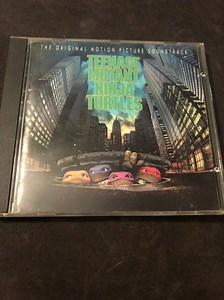 THE ORIGINAL MOTION PICTURE SOUNDTRACK
TEENAGE
MUTANT
NINJA
TURTLES